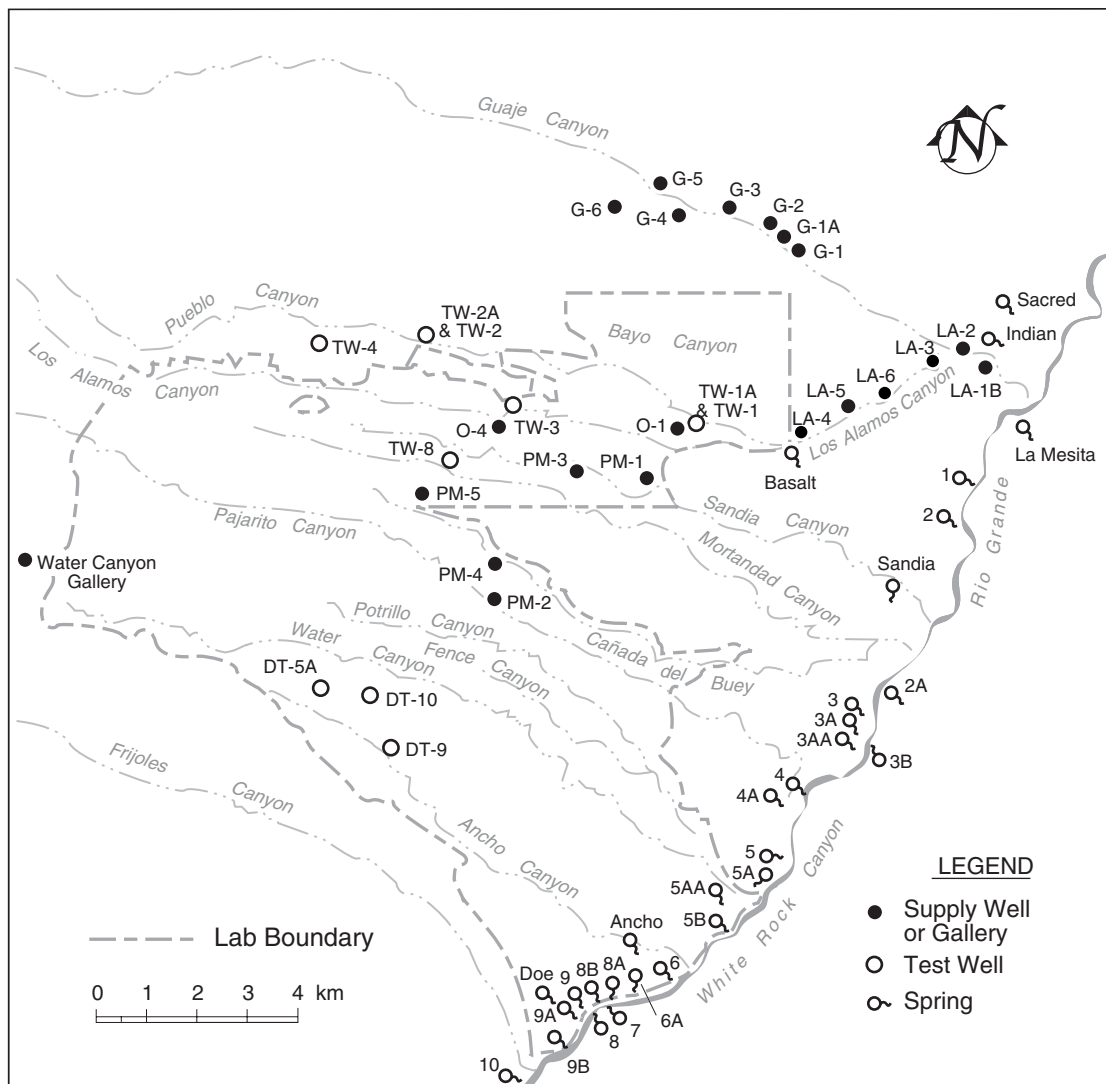 N
Guaje Canyon
G-5
G-3
G-6
G-4
G-2
G-1A
G-1
Sacred
Indian
LA-2
LA-3
LA-1B
LA-6
LA-5
LA-4
Los Alamos Canyon
La Mesita
Pueblo Canyon
TW-2A
& TW-2
TW-4
Bayo Canyon
Los Alamos Canyon
TW-1A
& TW-1
O-1
O-4
TW-3
TW-8
PM-3
PM-1
Basalt
PM-5
Pajarito Canyon
Sandia Canyon
Mortandad Canyon
1
2
Sandia
Rio Grande
Water Canyon
Gallery
PM-4
PM-2
Potrillo Canyon
Water Canyon
Fence Canyon
Cañada del Buey
DT-5A
DT-10
DT-9
2A
3
3A
3AA
3B
Frijoles Canyon
Ancho Canyon
4
4A
5
5A
5AA
5B
White Rock Canyon
Ancho
6
6A
8A
8B
9
Doe
9A
7
8
9B
10
LEGEND
Supply Well
or Gallery
Test Well
Spring
Lab Boundary
0 1 2 3 4 km